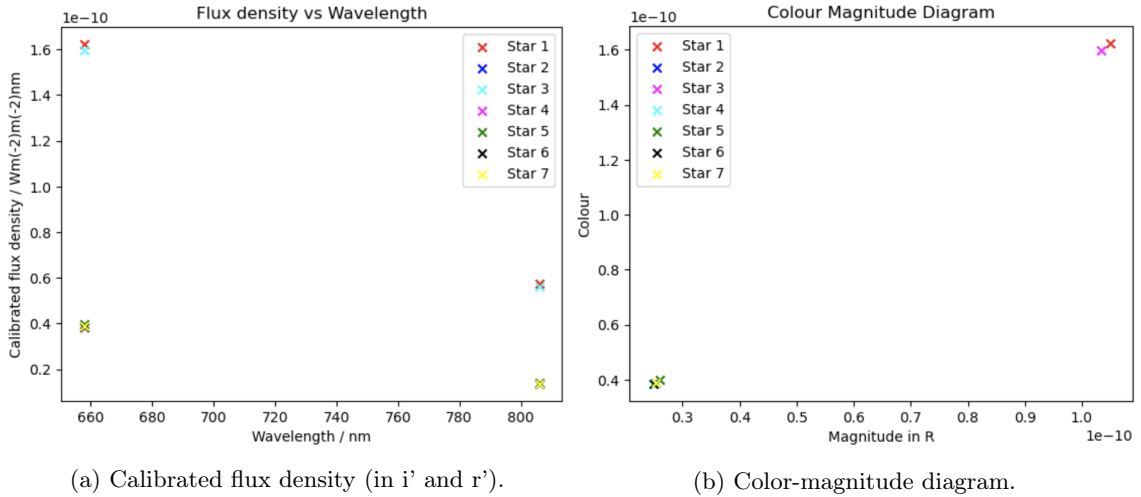 Flux density vs Wavelength
1e−10
1.6
1.4
1.2
1.0
0.8
0.6
0.4
0.2
Calibrated flux density / Wm(-2)m(-2)nm
Star 1
Star 2
Star 3
Star 4
Star 5
Star 6
Star 7
660 680 700 720 740 760 780 800
Wavelength / nm
(a) Calibrated flux density (in i’ and r’).
Colour Magnitude Diagram
1e−10
1.6
1.4
1.2
1.0
0.8
0.6
0.4
Colour
Star 1
Star 2
Star 3
Star 4
Star 5
Star 6
Star 7
0.3 0.4 0.5 0.6 0.7 0.8 0.9 1.0
1e−10
Magnitude in R
(b) Color-magnitude diagram.